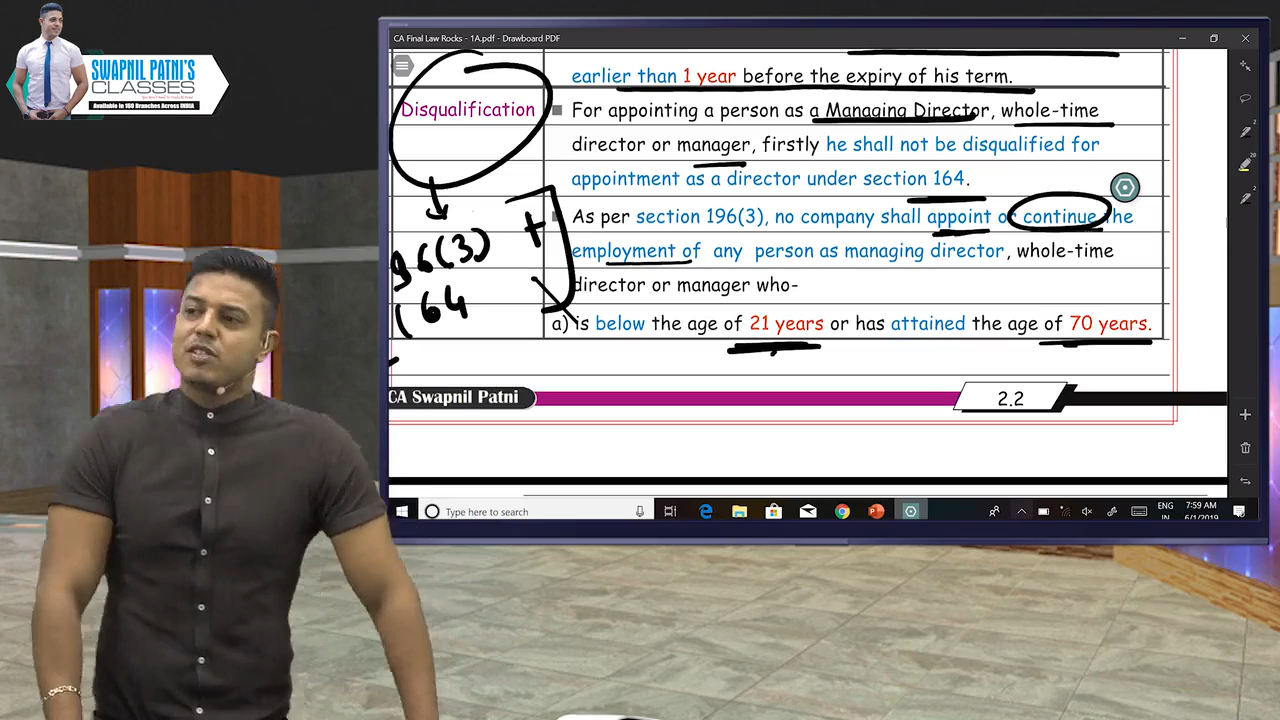 SWAPNIL PATNI'S
CLASSES
Available in 160 Branches Across INDIA
CA Final Law Rocks - 1A.pdf - Drawboard PDF
earlier than 1 year before the expiry of his term.
Disqualification
■ For appointing a person as a Managing Director, whole-time
director or manager, firstly he shall not be disqualified for
appointment as a director under section 164.
■ As per section 196(3), no company shall appoint or continue the
employment of any person as managing director, whole-time
director or manager who-
a) is below the age of 21 years or has attained the age of 70 years.
96(3)
164
+
CA Swapnil Patni
2.2
Type here to search
ENG
IN
7:59 AM
6/1/2019